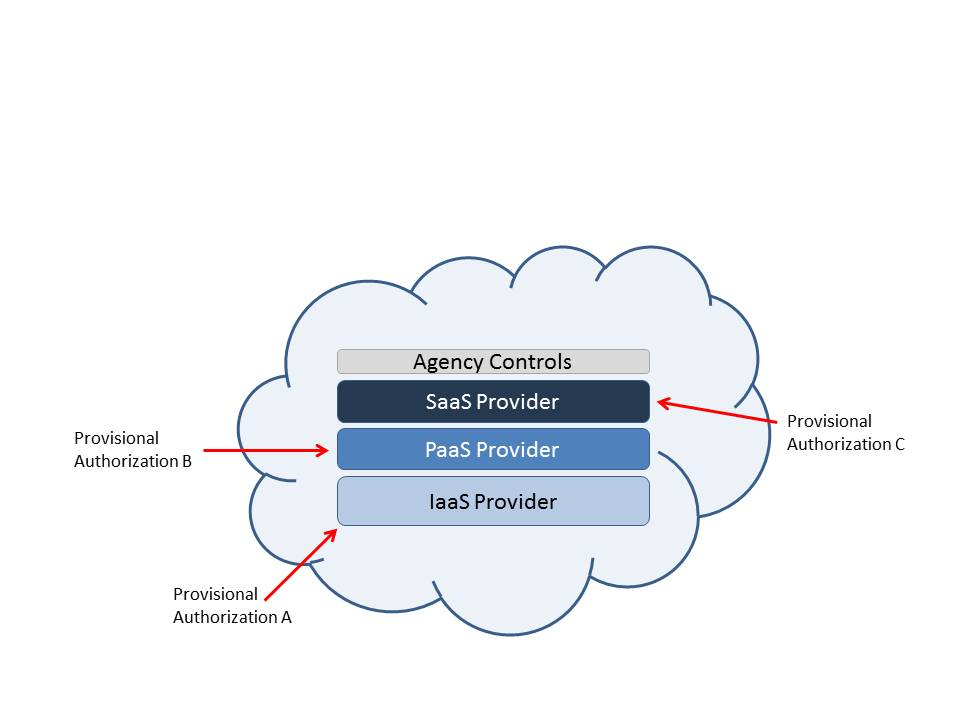 Agency Controls
SaaS Provider
Provisional
Authorization C
Provisional
Authorization B
PaaS Provider
IaaS Provider
Provisional
Authorization A